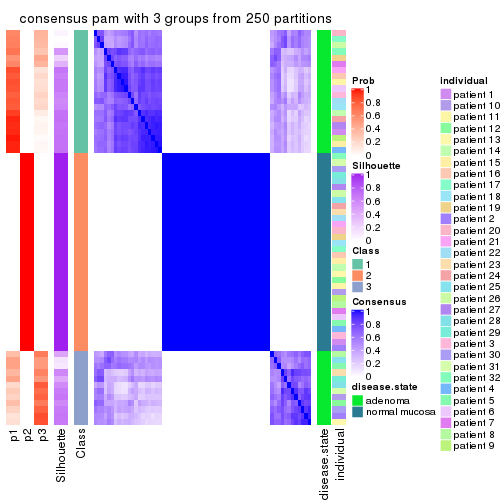 consensus pam with 3 groups from 250 partitions
p1
p2
p3
Silhouette
Class
disease.state
individual
Prob
1
0.8
0.6
0.4
0.2
0
Silhouette
1
0.8
0.6
0.4
0.2
0
Class
1
2
3
Consensus
1
0.8
0.6
0.4
0.2
0
disease.state
adenoma
normal mucosa
individual
patient 1
patient 10
patient 11
patient 12
patient 13
patient 14
patient 15
patient 16
patient 17
patient 18
patient 19
patient 2
patient 20
patient 21
patient 22
patient 23
patient 24
patient 25
patient 26
patient 27
patient 28
patient 29
patient 3
patient 30
patient 31
patient 32
patient 4
patient 5
patient 6
patient 7
patient 8
patient 9